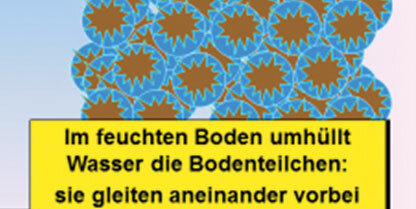 Im feuchten Boden umhüllt
Wasser die Bodenteilchen:
sie gleiten aneinander vorbei